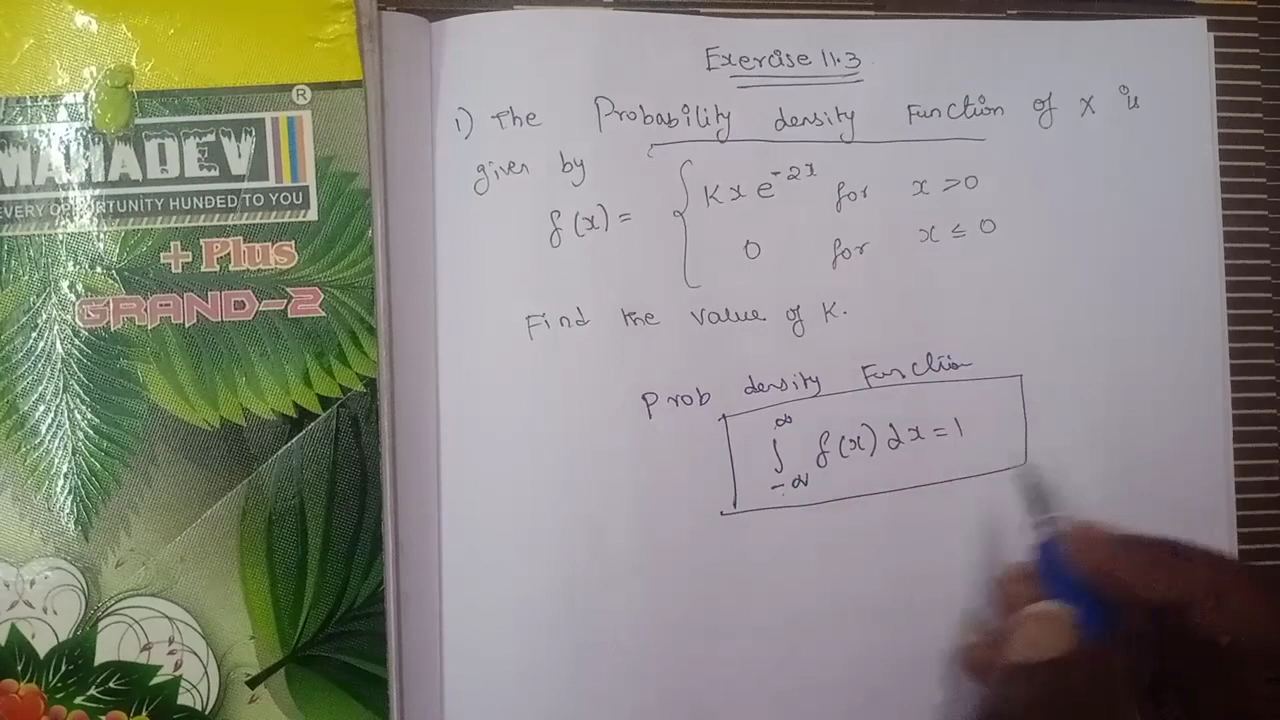 ®
MAHADEV
EVERY OPPORTUNITY HUNDED TO YOU
+ Plus
GRAND-2
Exercise 11.3
1) The Probability density Function of X is
given by
f(x) = { Kxe^{-2x} for x > 0
0 for x ≤ 0
Find the value of K.
Prob density Function
∫_{-∞}^{∞} f(x) dx = 1